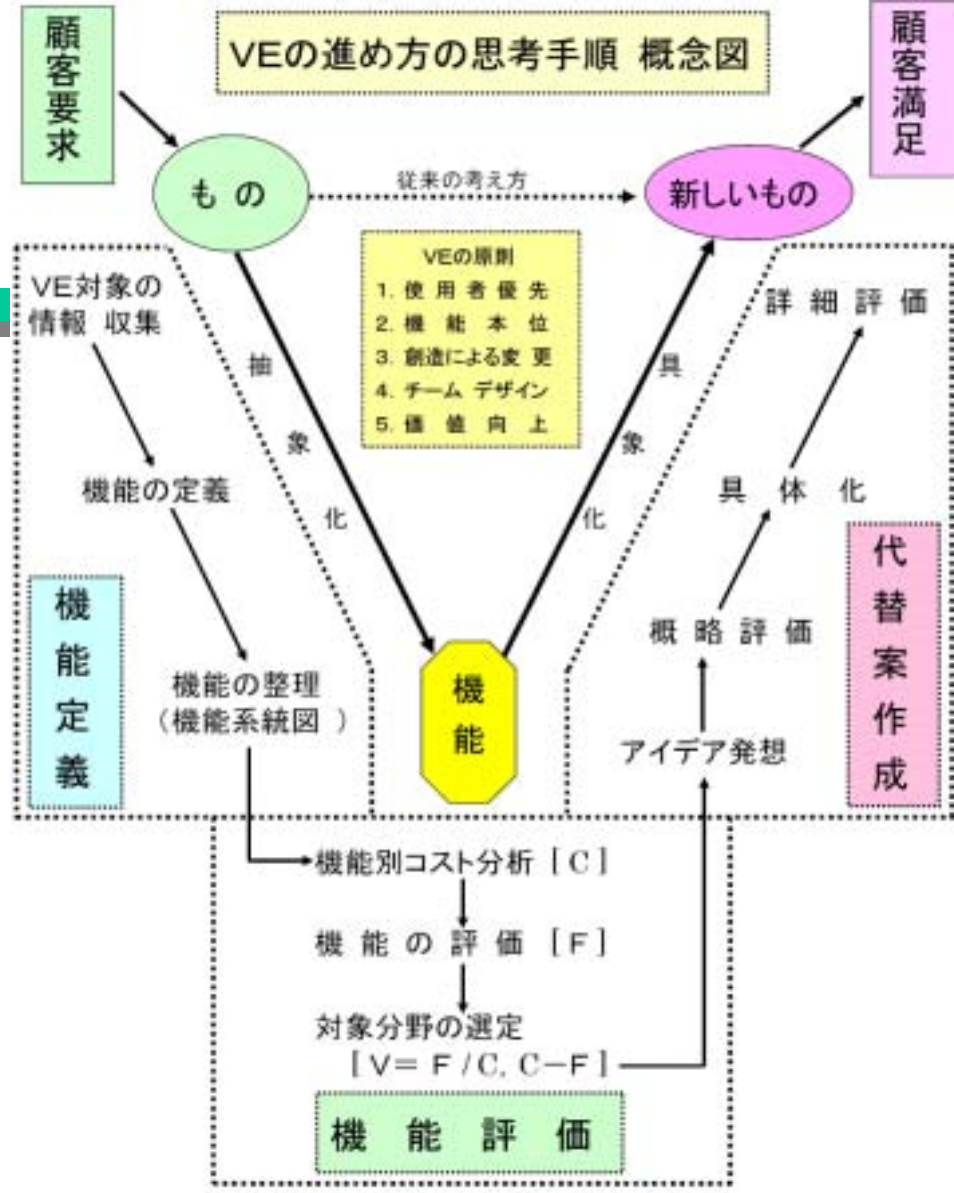 顧客要求
VEの進め方の思考手順 概念図
顧客満足
もの
従来の考え方
新しいもの
VEの原則
1. 使用者優先
2. 機能本位
3. 創造による変更
4. チームデザイン
5. 価値向上
抽象化
具象化
VE対象の
情報 収集
機能の定義
機能の整理
(機能系統図 )
機能定義
機能
機能別コスト分析 [C]
機能の評価 [F]
対象分野の選定
[V= F/C, C-F]
機能評価
アイデア発想
概略評価
具体化
詳細評価
代替案作成